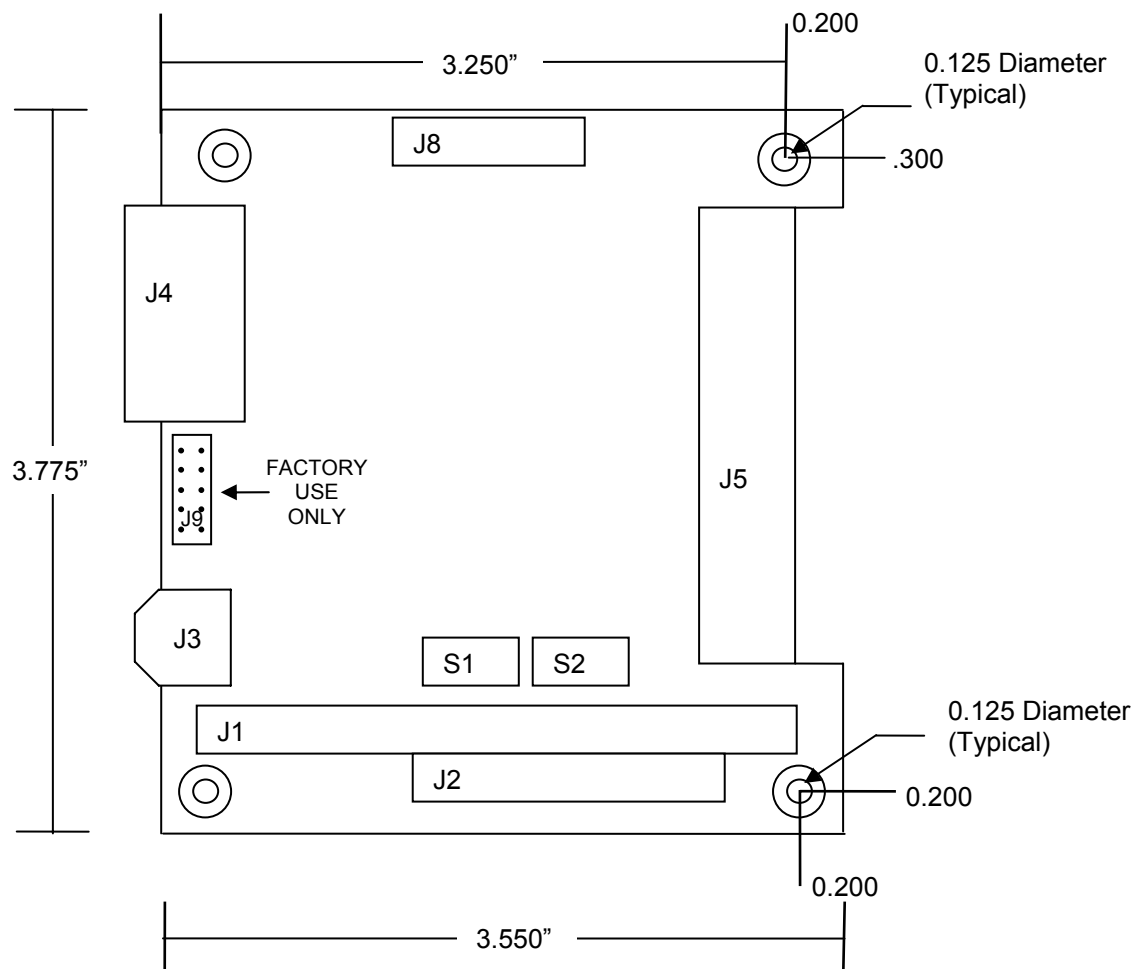 0.200
3.250”
0.125 Diameter
(Typical)
J8
.300
J4
3.775”
FACTORY
USE
ONLY
J9
J5
J3
S1
S2
J1
0.125 Diameter
(Typical)
J2
0.200
0.200
3.550”